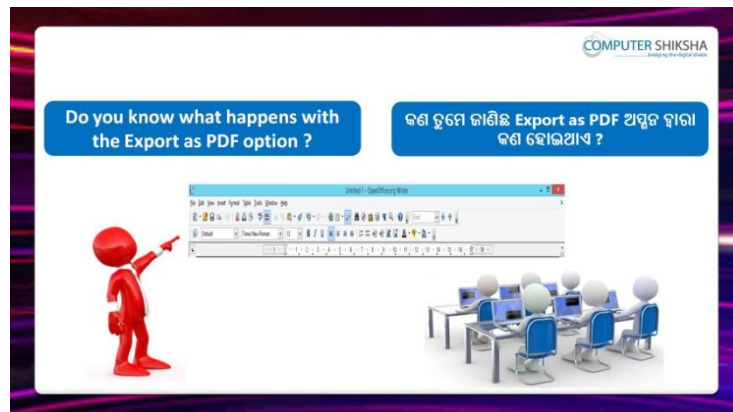 COMPUTER SHIKSHA
Bridging the digital divide
Do you know what happens with
the Export as PDF option ?
କଣ ତୁମେ ଜାଣିଛ Export as PDF ଅପ୍ସନ ଦ୍ୱାରା
କଣ ହୋଇଥାଏ ?
Untitled 1 - OpenOffice.org Writer
File Edit View Insert Format Table Tools Window Help
Default Times New Roman 12